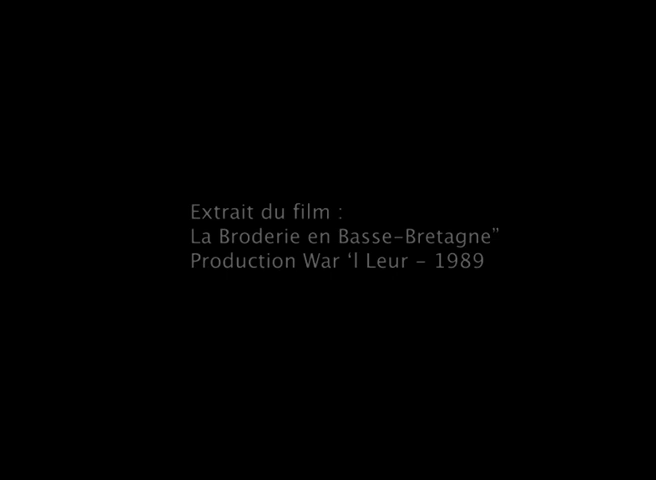 Extrait du film :
La Broderie en Basse-Bretagne”
Production War ‘l Leur – 1989